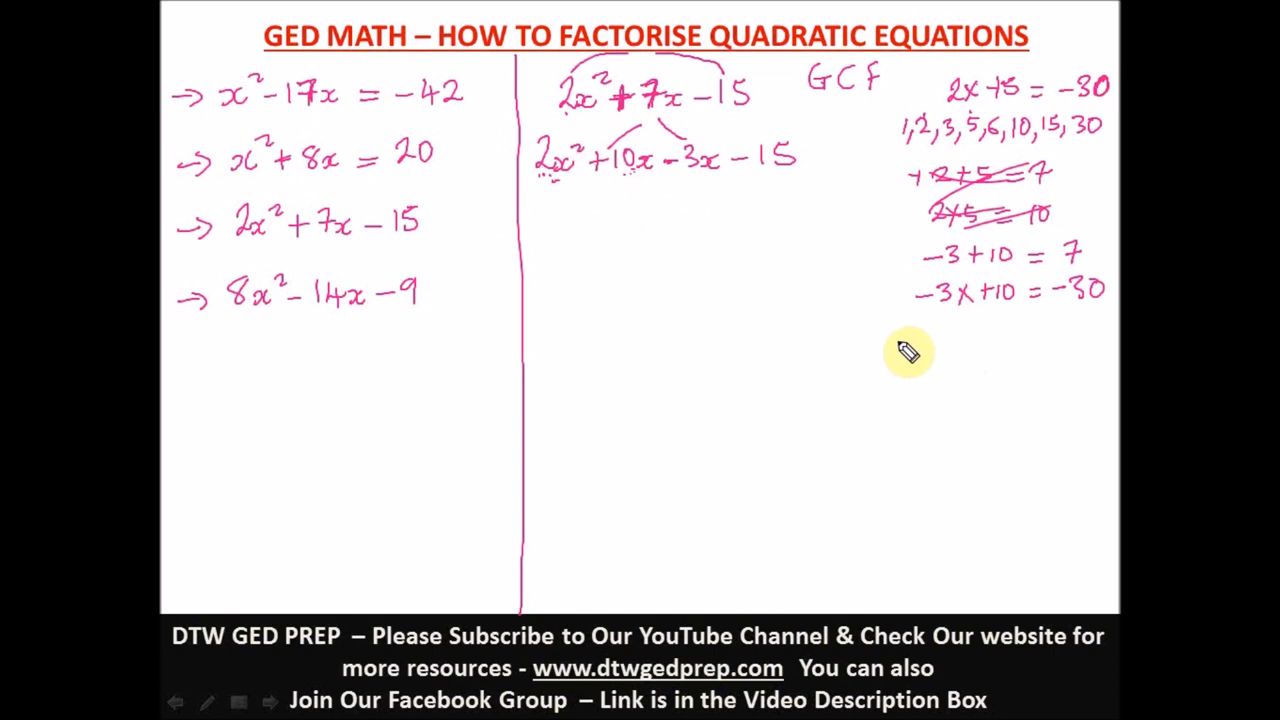 GED MATH – HOW TO FACTORISE QUADRATIC EQUATIONS
→ x² - 17x = -42
→ x² + 8x = 20
→ 2x² + 7x - 15
→ 8x² - 14x - 9
2x² + 7x - 15
2x² + 10x - 3x - 15
GCF
2x -15 = -30
1, 2, 3, 5, 6, 10, 15, 30
+2+5 = 7
2x5 = 10
-3 + 10 = 7
-3 x +10 = -30
DTW GED PREP – Please Subscribe to Our YouTube Channel & Check Our website for
more resources - www.dtwgedprep.com You can also
Join Our Facebook Group – Link is in the Video Description Box